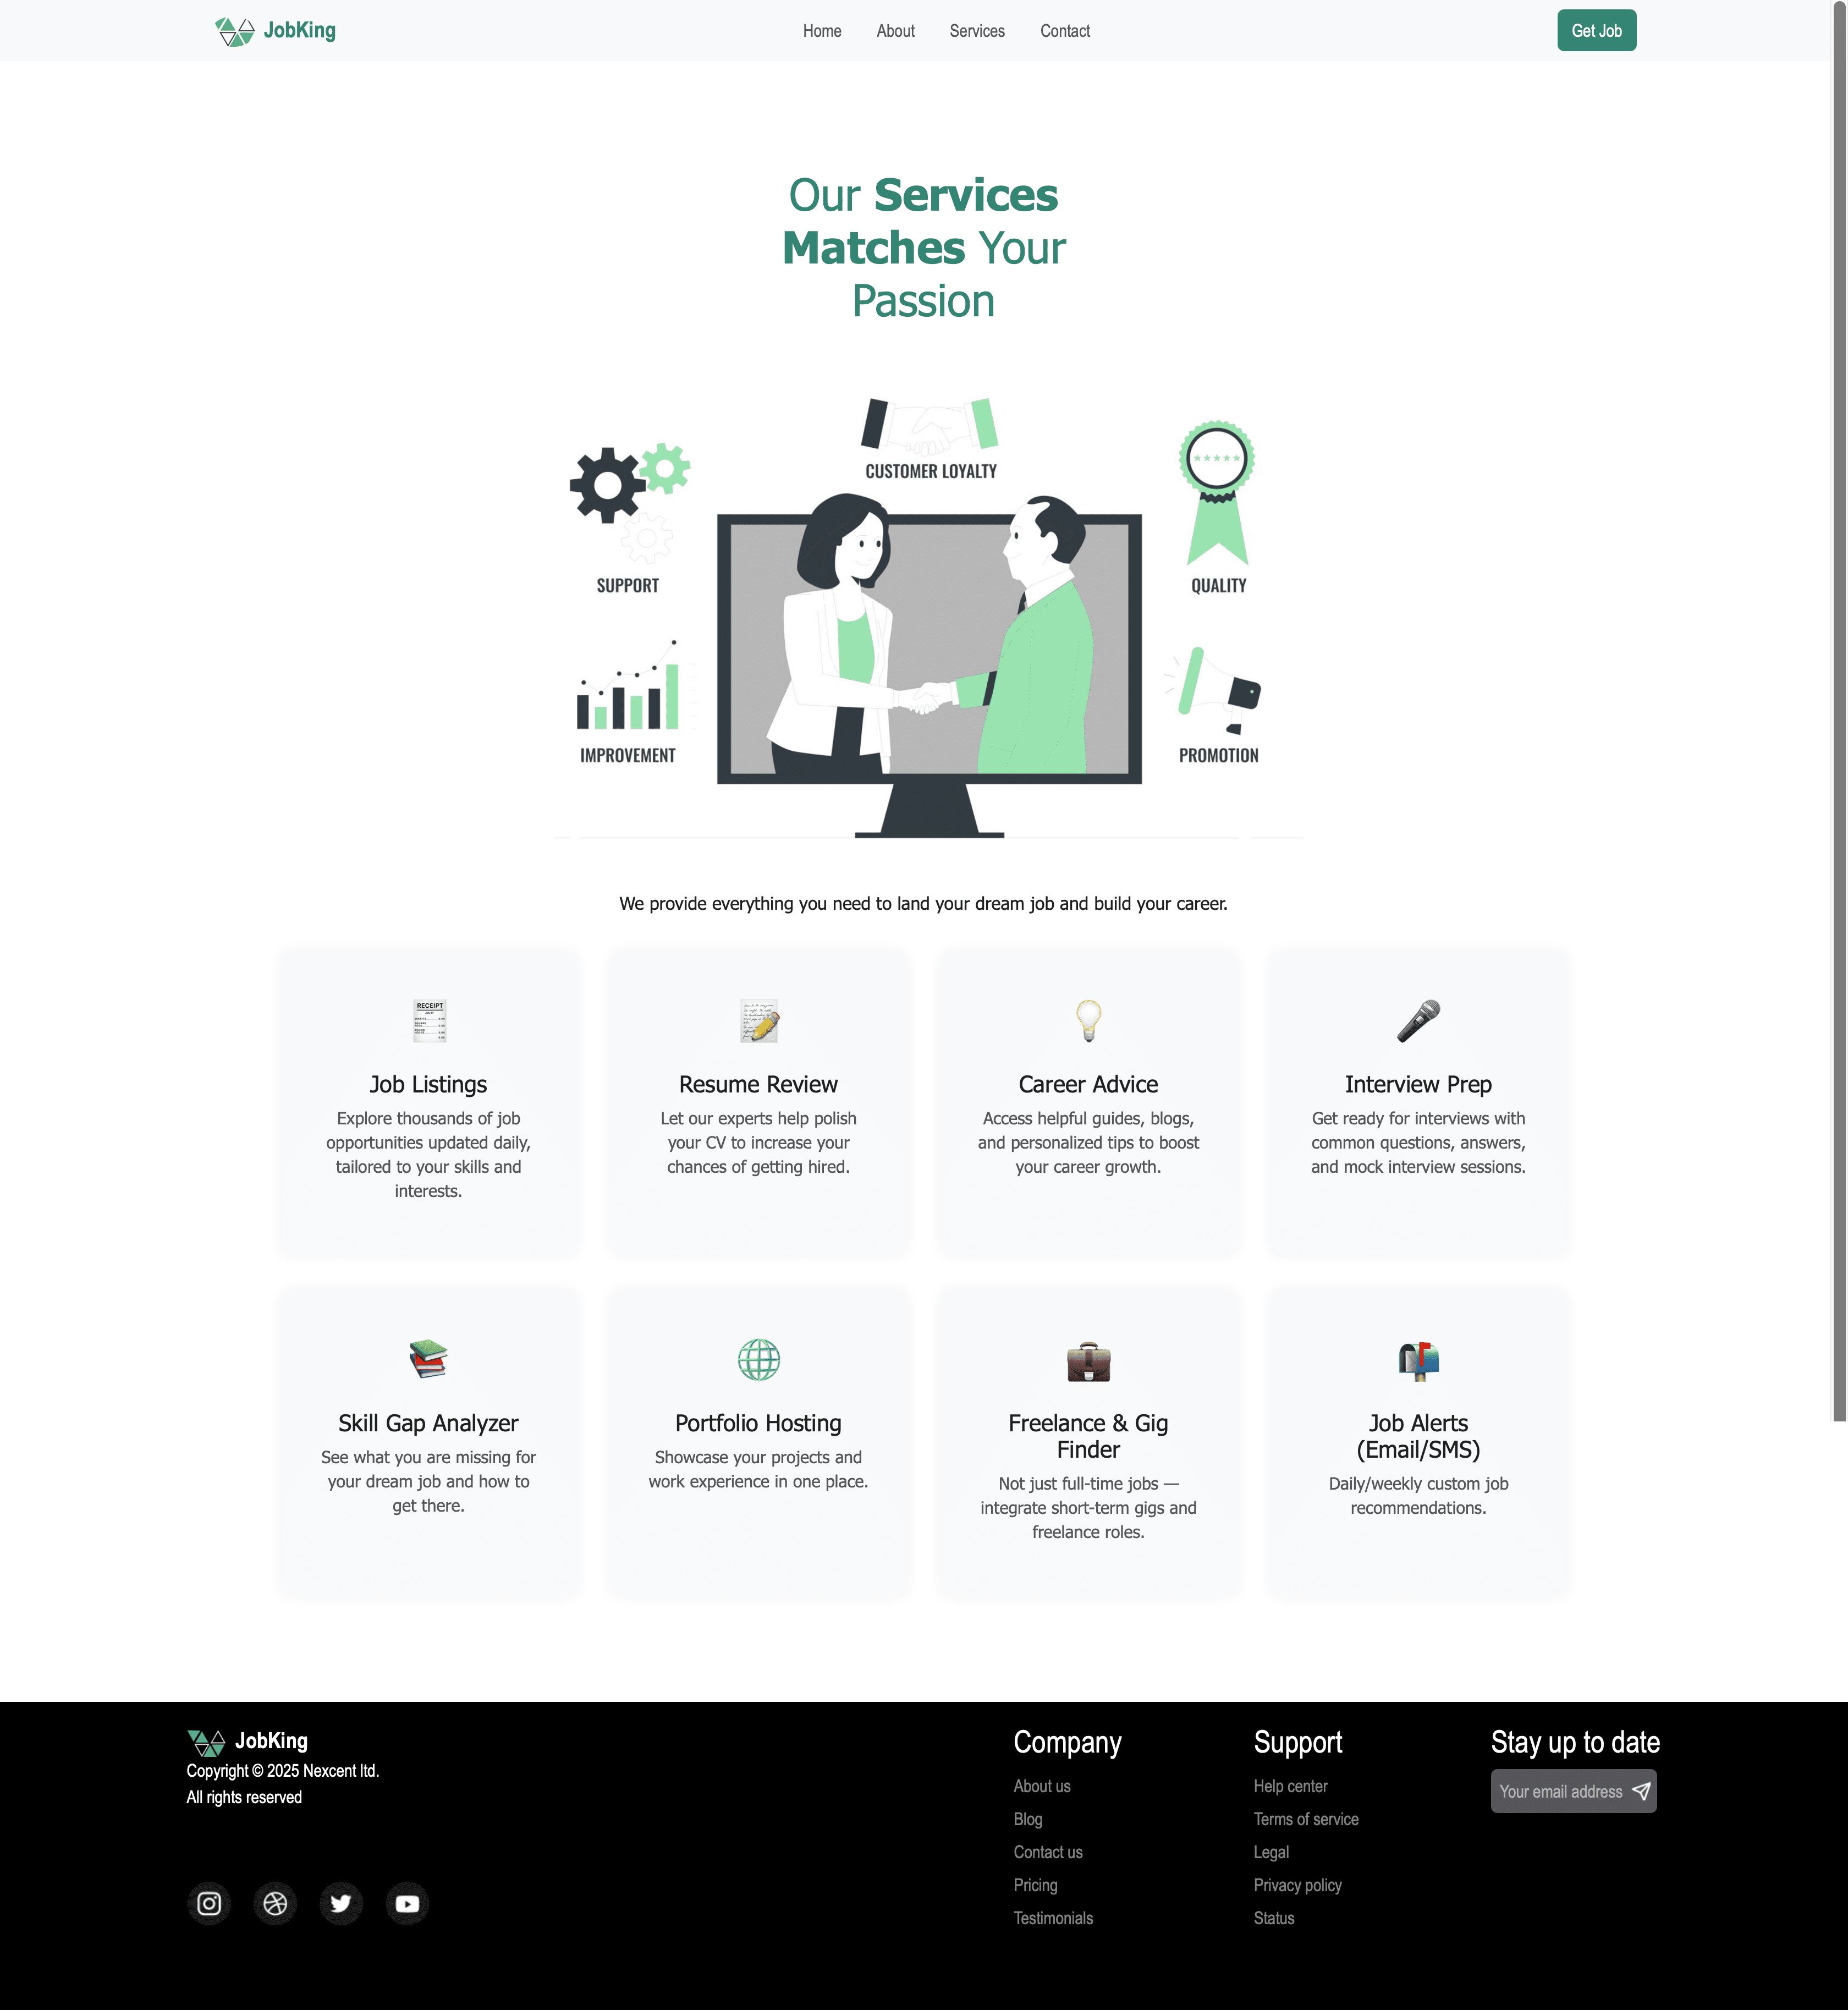 JobKing
Home
About
Services
Contact
Get Job
Our Services
Matches Your
Passion
CUSTOMER LOYALTY
SUPPORT
QUALITY
IMPROVEMENT
PROMOTION
We provide everything you need to land your dream job and build your career.
RECEIPT
Job Listings
Explore thousands of job
opportunities updated daily,
tailored to your skills and
interests.
Resume Review
Let our experts help polish
your CV to increase your
chances of getting hired.
Career Advice
Access helpful guides, blogs,
and personalized tips to boost
your career growth.
Interview Prep
Get ready for interviews with
common questions, answers,
and mock interview sessions.
Skill Gap Analyzer
See what you are missing for
your dream job and how to
get there.
Portfolio Hosting
Showcase your projects and
work experience in one place.
Freelance & Gig
Finder
Not just full-time jobs —
integrate short-term gigs and
freelance roles.
Job Alerts
(Email/SMS)
Daily/weekly custom job
recommendations.
JobKing
Copyright © 2025 Nexcent ltd.
All rights reserved
Company
About us
Blog
Contact us
Pricing
Testimonials
Support
Help center
Terms of service
Legal
Privacy policy
Status
Stay up to date
Your email address